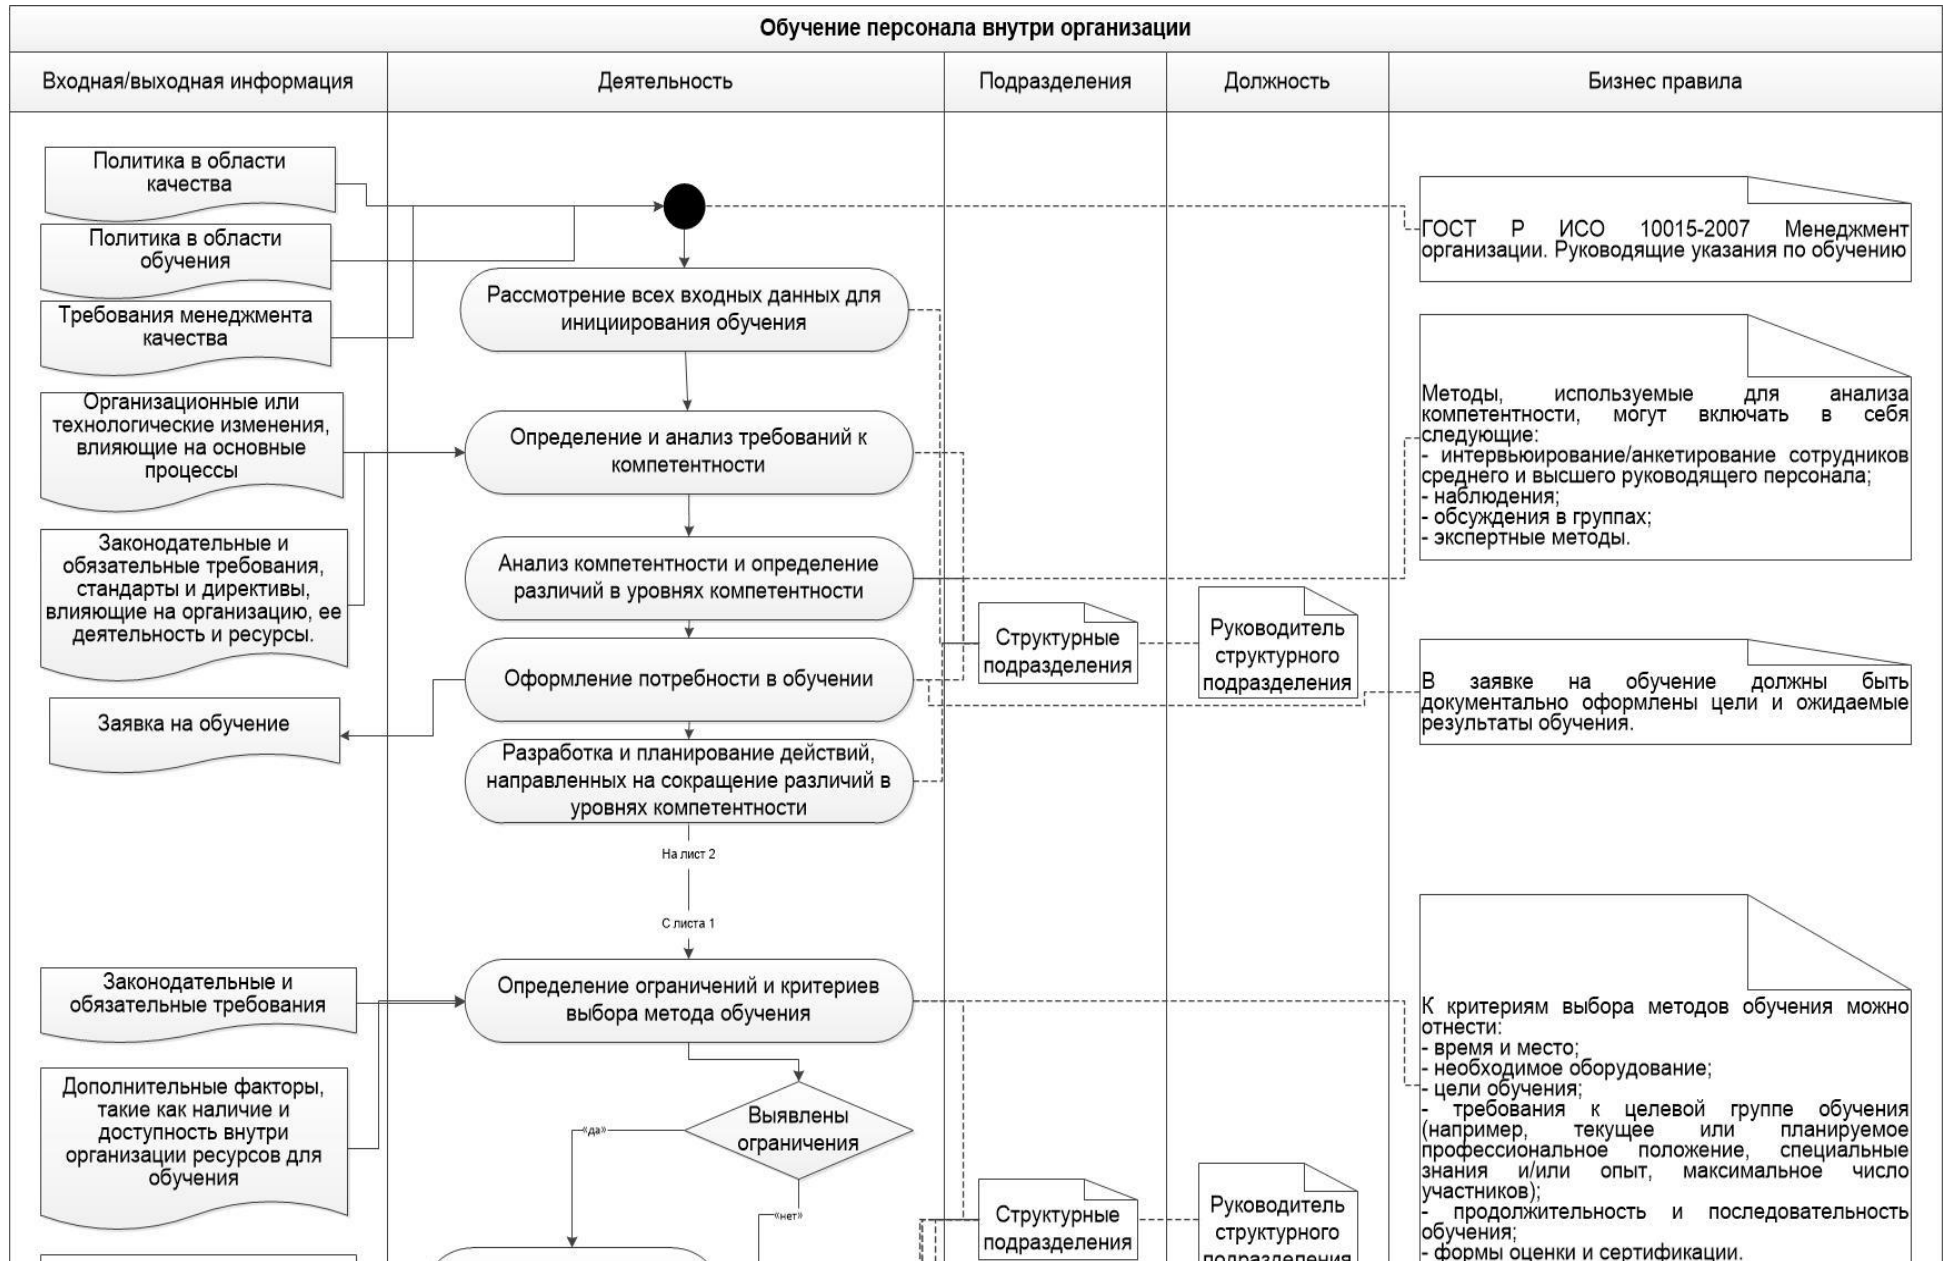 Обучение персонала внутри организации
Входная/выходная информация
Деятельность
Подразделения
Должность
Бизнес правила
Политика в области
качества
Политика в области
обучения
Требования менеджмента
качества
Организационные или
технологические изменения,
влияющие на основные
процессы
Законодательные и
обязательные требования,
стандарты и директивы,
влияющие на организацию, ее
деятельность и ресурсы.
Заявка на обучение
Законодательные и
обязательные требования
Дополнительные факторы,
такие как наличие и
доступность внутри
организации ресурсов для
обучения
Рассмотрение всех входных данных для
инициирования обучения
Определение и анализ требований к
компетентности
Анализ компетентности и определение
различий в уровнях компетентности
Оформление потребности в обучении
Разработка и планирование действий,
направленных на сокращение различий в
уровнях компетентности
На лист 2
С листа 1
Определение ограничений и критериев
выбора метода обучения
Выявлены
ограничения
«да»
«нет»
Структурные
подразделения
Структурные
подразделения
Руководитель
структурного
подразделения
Руководитель
структурного
подразделения
ГОСТ Р ИСО 10015-2007 Менеджмент
организации. Руководящие указания по обучению
Методы, используемые для анализа
компетентности, могут включать в себя
следующие:
- интервьюирование/анкетирование сотрудников
среднего и высшего руководящего персонала;
- наблюдения;
- обсуждения в группах;
- экспертные методы.
В заявке на обучение должны быть
документально оформлены цели и ожидаемые
результаты обучения.
К критериям выбора методов обучения можно
отнести:
- время и место;
- необходимое оборудование;
- цели обучения;
- требования к целевой группе обучения
(например, текущее или планируемое
профессиональное положение, специальные
знания и/или опыт, максимальное число
участников);
- продолжительность и последовательность
обучения;
- формы оценки и сертификации.